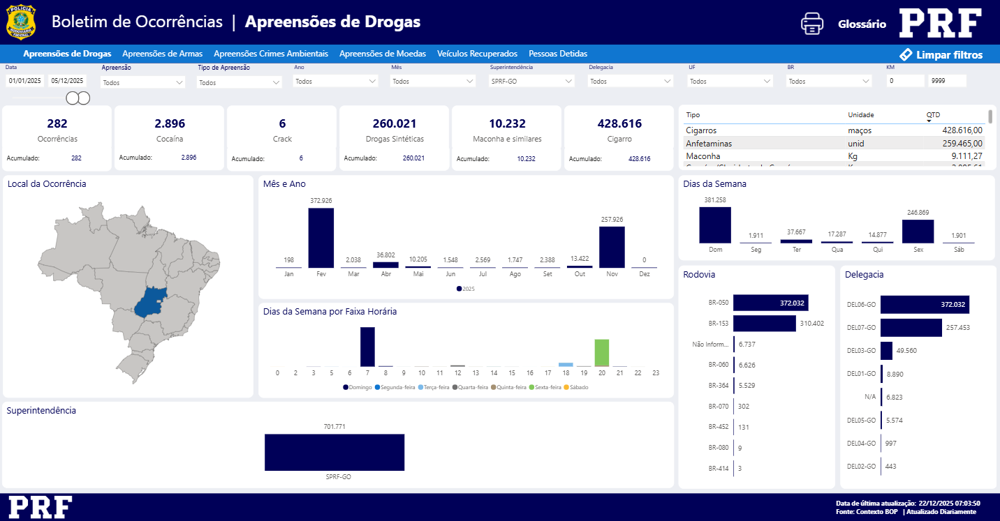 POLÍCIA
RODOVIÁRIA
FEDERAL
Boletim de Ocorrências | Apreensões de Drogas
Glossário
PRF
Apreensões de Drogas Apreensões de Armas Apreensões Crimes Ambientais Apreensões de Moedas Veículos Recuperados Pessoas Detidas
Limpar filtros
Data Apreensão Tipo de Apreensão Ano Mês Superintendência Delegacia UF BR KM
01/01/2025 05/12/2025 Todos Todos Todos Todos SPRF-GO Todos Todos Todos 0 9999
282
Ocorrências
Acumulado: 282
2.896
Cocaína
Acumulado: 2.896
6
Crack
Acumulado: 6
260.021
Drogas Sintéticas
Acumulado: 260.021
10.232
Maconha e similares
Acumulado: 10.232
428.616
Cigarro
Acumulado: 428.616
Tipo Unidade QTD
Cigarros maços 428.616,00
Anfetaminas unid 259.465,00
Maconha Kg 9.111,27
Local da Ocorrência
Mês e Ano
372.926
257.926
198 2.038 36.802 10.205 1.548 2.569 1.747 2.388 13.422 0
Jan Fev Mar Abr Mai Jun Jul Ago Set Out Nov Dez
2025
Dias da Semana
381.258 1.911 37.667 17.287 14.877 246.869 1.901
Dom Seg Ter Qua Qui Sex Sáb
Dias da Semana por Faixa Horária
0 2 3 5 6 7 8 9 10 11 12 13 14 15 16 17 18 19 20 21 22 23
Domingo Segunda-feira Terça-feira Quarta-feira Quinta-feira Sexta-feira Sábado
Rodovia
BR-050 372.032
BR-153 310.402
Não Inform... 6.737
BR-060 6.626
BR-364 5.529
BR-070 302
BR-452 131
BR-080 9
BR-414 3
Delegacia
DEL06-GO 372.032
DEL07-GO 257.453
DEL03-GO 49.560
DEL01-GO 8.890
N/A 6.823
DEL05-GO 5.574
DEL04-GO 997
DEL02-GO 443
Superintendência
701.771
SPRF-GO
PRF
Data de última atualização: 22/12/2025 07:03:50
Fonte: Contexto BOP | Atualizado Diariamente